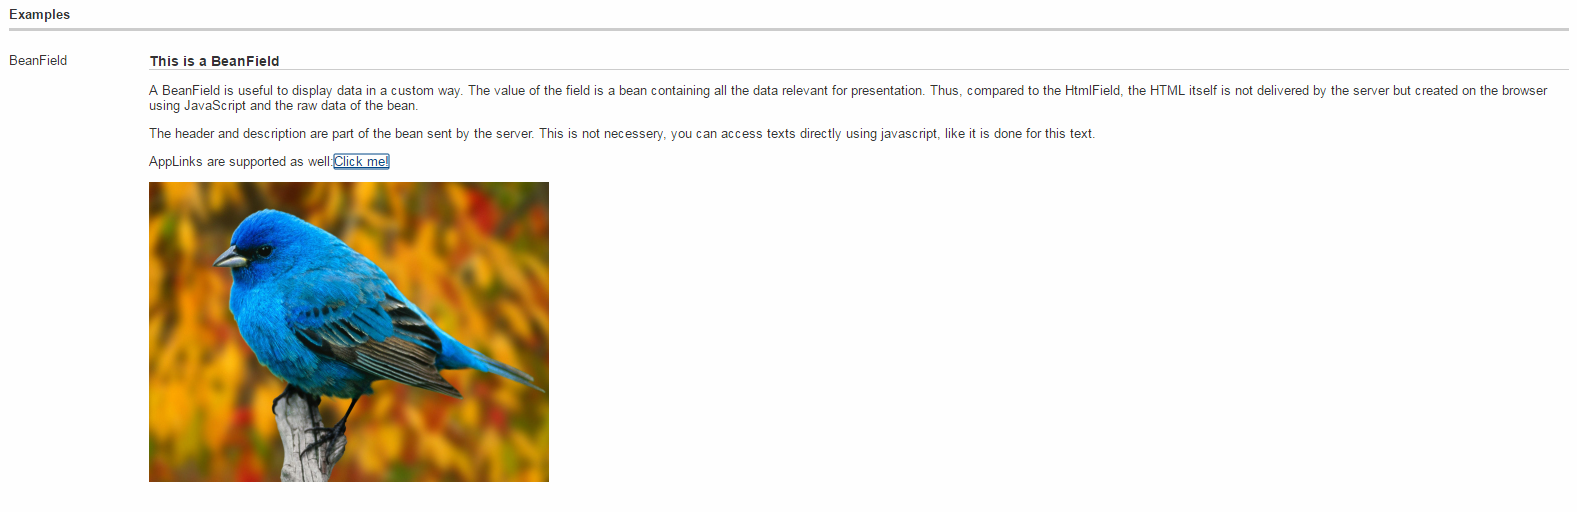 Examples
BeanField
This is a BeanField
A BeanField is useful to display data in a custom way. The value of the field is a bean containing all the data relevant for presentation. Thus, compared to the HtmlField, the HTML itself is not delivered by the server but created on the browser
using JavaScript and the raw data of the bean.
The header and description are part of the bean sent by the server. This is not necessery, you can access texts directly using javascript, like it is done for this text.
AppLinks are supported as well:Click me!